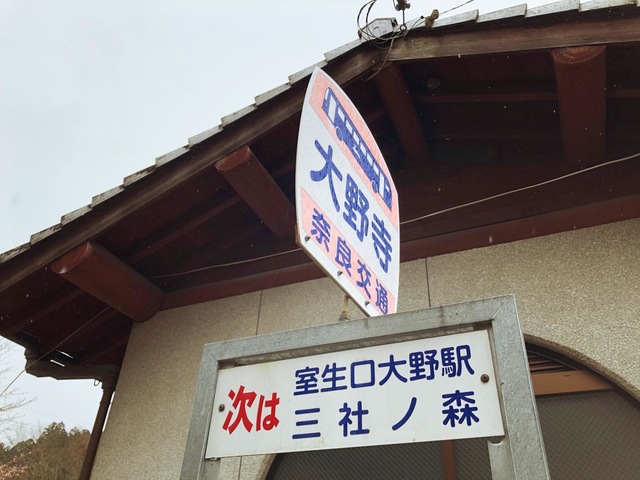 大野寺
奈良交通
次は
室生口大野駅
三社ノ森